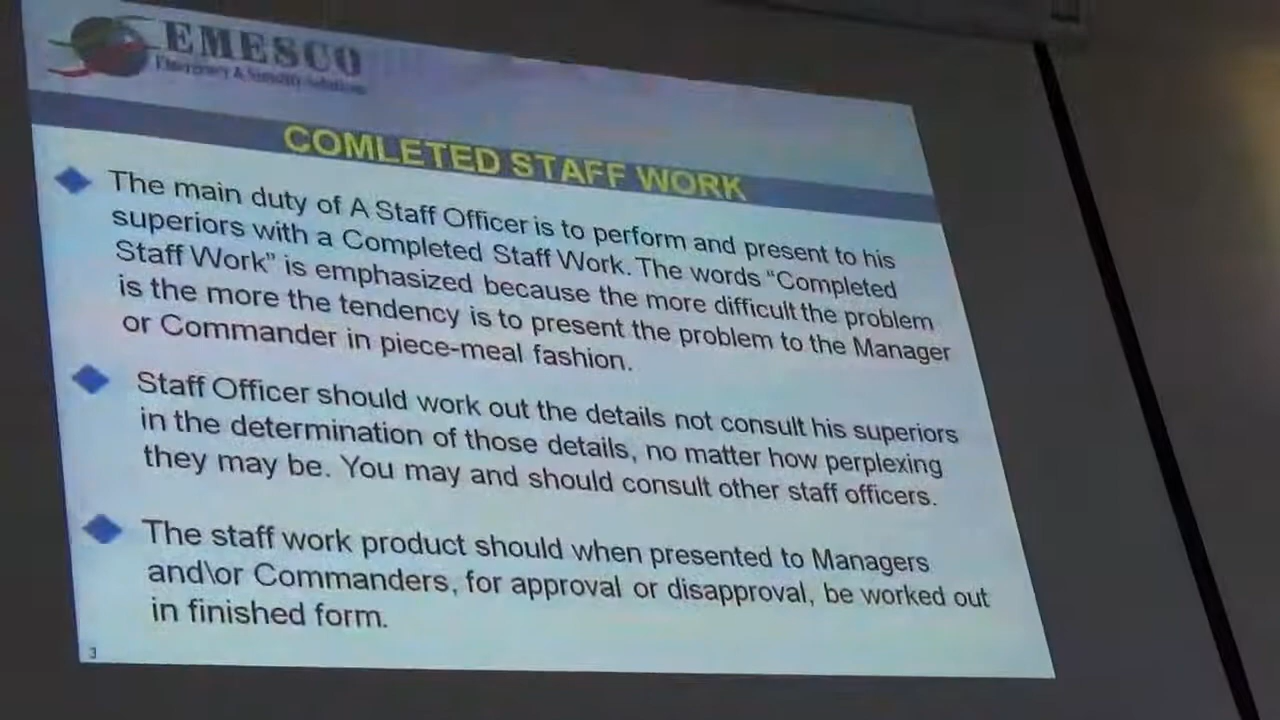 EMESCO
Emergency & Security Solutions
COMLETED STAFF WORK
The main duty of A Staff Officer is to perform and present to his
superiors with a Completed Staff Work. The words “Completed
Staff Work” is emphasized because the more difficult the problem
is the more the tendency is to present the problem to the Manager
or Commander in piece-meal fashion.
Staff Officer should work out the details not consult his superiors
in the determination of those details, no matter how perplexing
they may be. You may and should consult other staff officers.
The staff work product should when presented to Managers
and\or Commanders, for approval or disapproval, be worked out
in finished form.
3